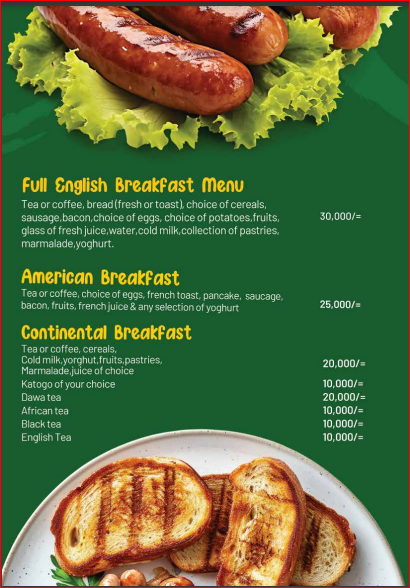 Full English Breakfast Menu
Tea or coffee, bread(fresh or toast), choice of cereals,
sausage,bacon,choice of eggs, choice of potatoes,fruits,
glass of fresh juice,water,cold milk,collection of pastries,
marmalade,yoghurt.
30,000/=
American Breakfast
Tea or coffee, choice of eggs, french toast, pancake, saucage,
bacon, fruits, french juice & any selection of yoghurt
25,000/=
Continental Breakfast
Tea or coffee, cereals,
Cold milk,yorghut,fruits,pastries,
Marmalade,juice of choice
20,000/=
Katogo of your choice 10,000/=
Dawa tea 20,000/=
African tea 10,000/=
Black tea 10,000/=
English Tea 10,000/=